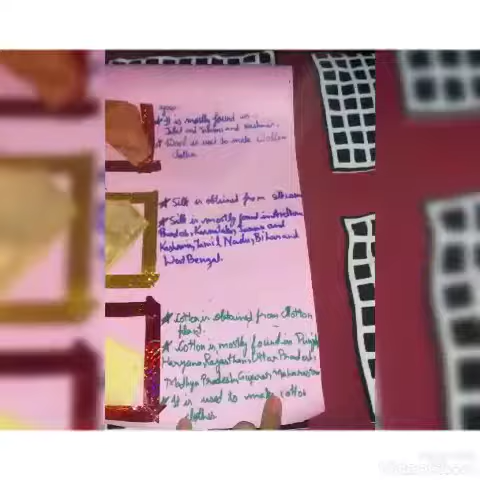 * It is mostly found in
and Kashmir.
* Wool is used to make Woolen
clothes
* Silk is obtained from silkworm
* Silk is mostly found in Andhra
Pradesh, Karnataka, and
Kashmir, Tamil Nadu, Bihar and
West Bengal.
* Cotton is obtained from Cotton
Plant.
* Cotton is mostly found in Punjab
Haryana, Rajasthan, Uttar Pradesh,
Madhya Pradesh, Gujarat, Maharashtra
* It is used to make cotton
clothes